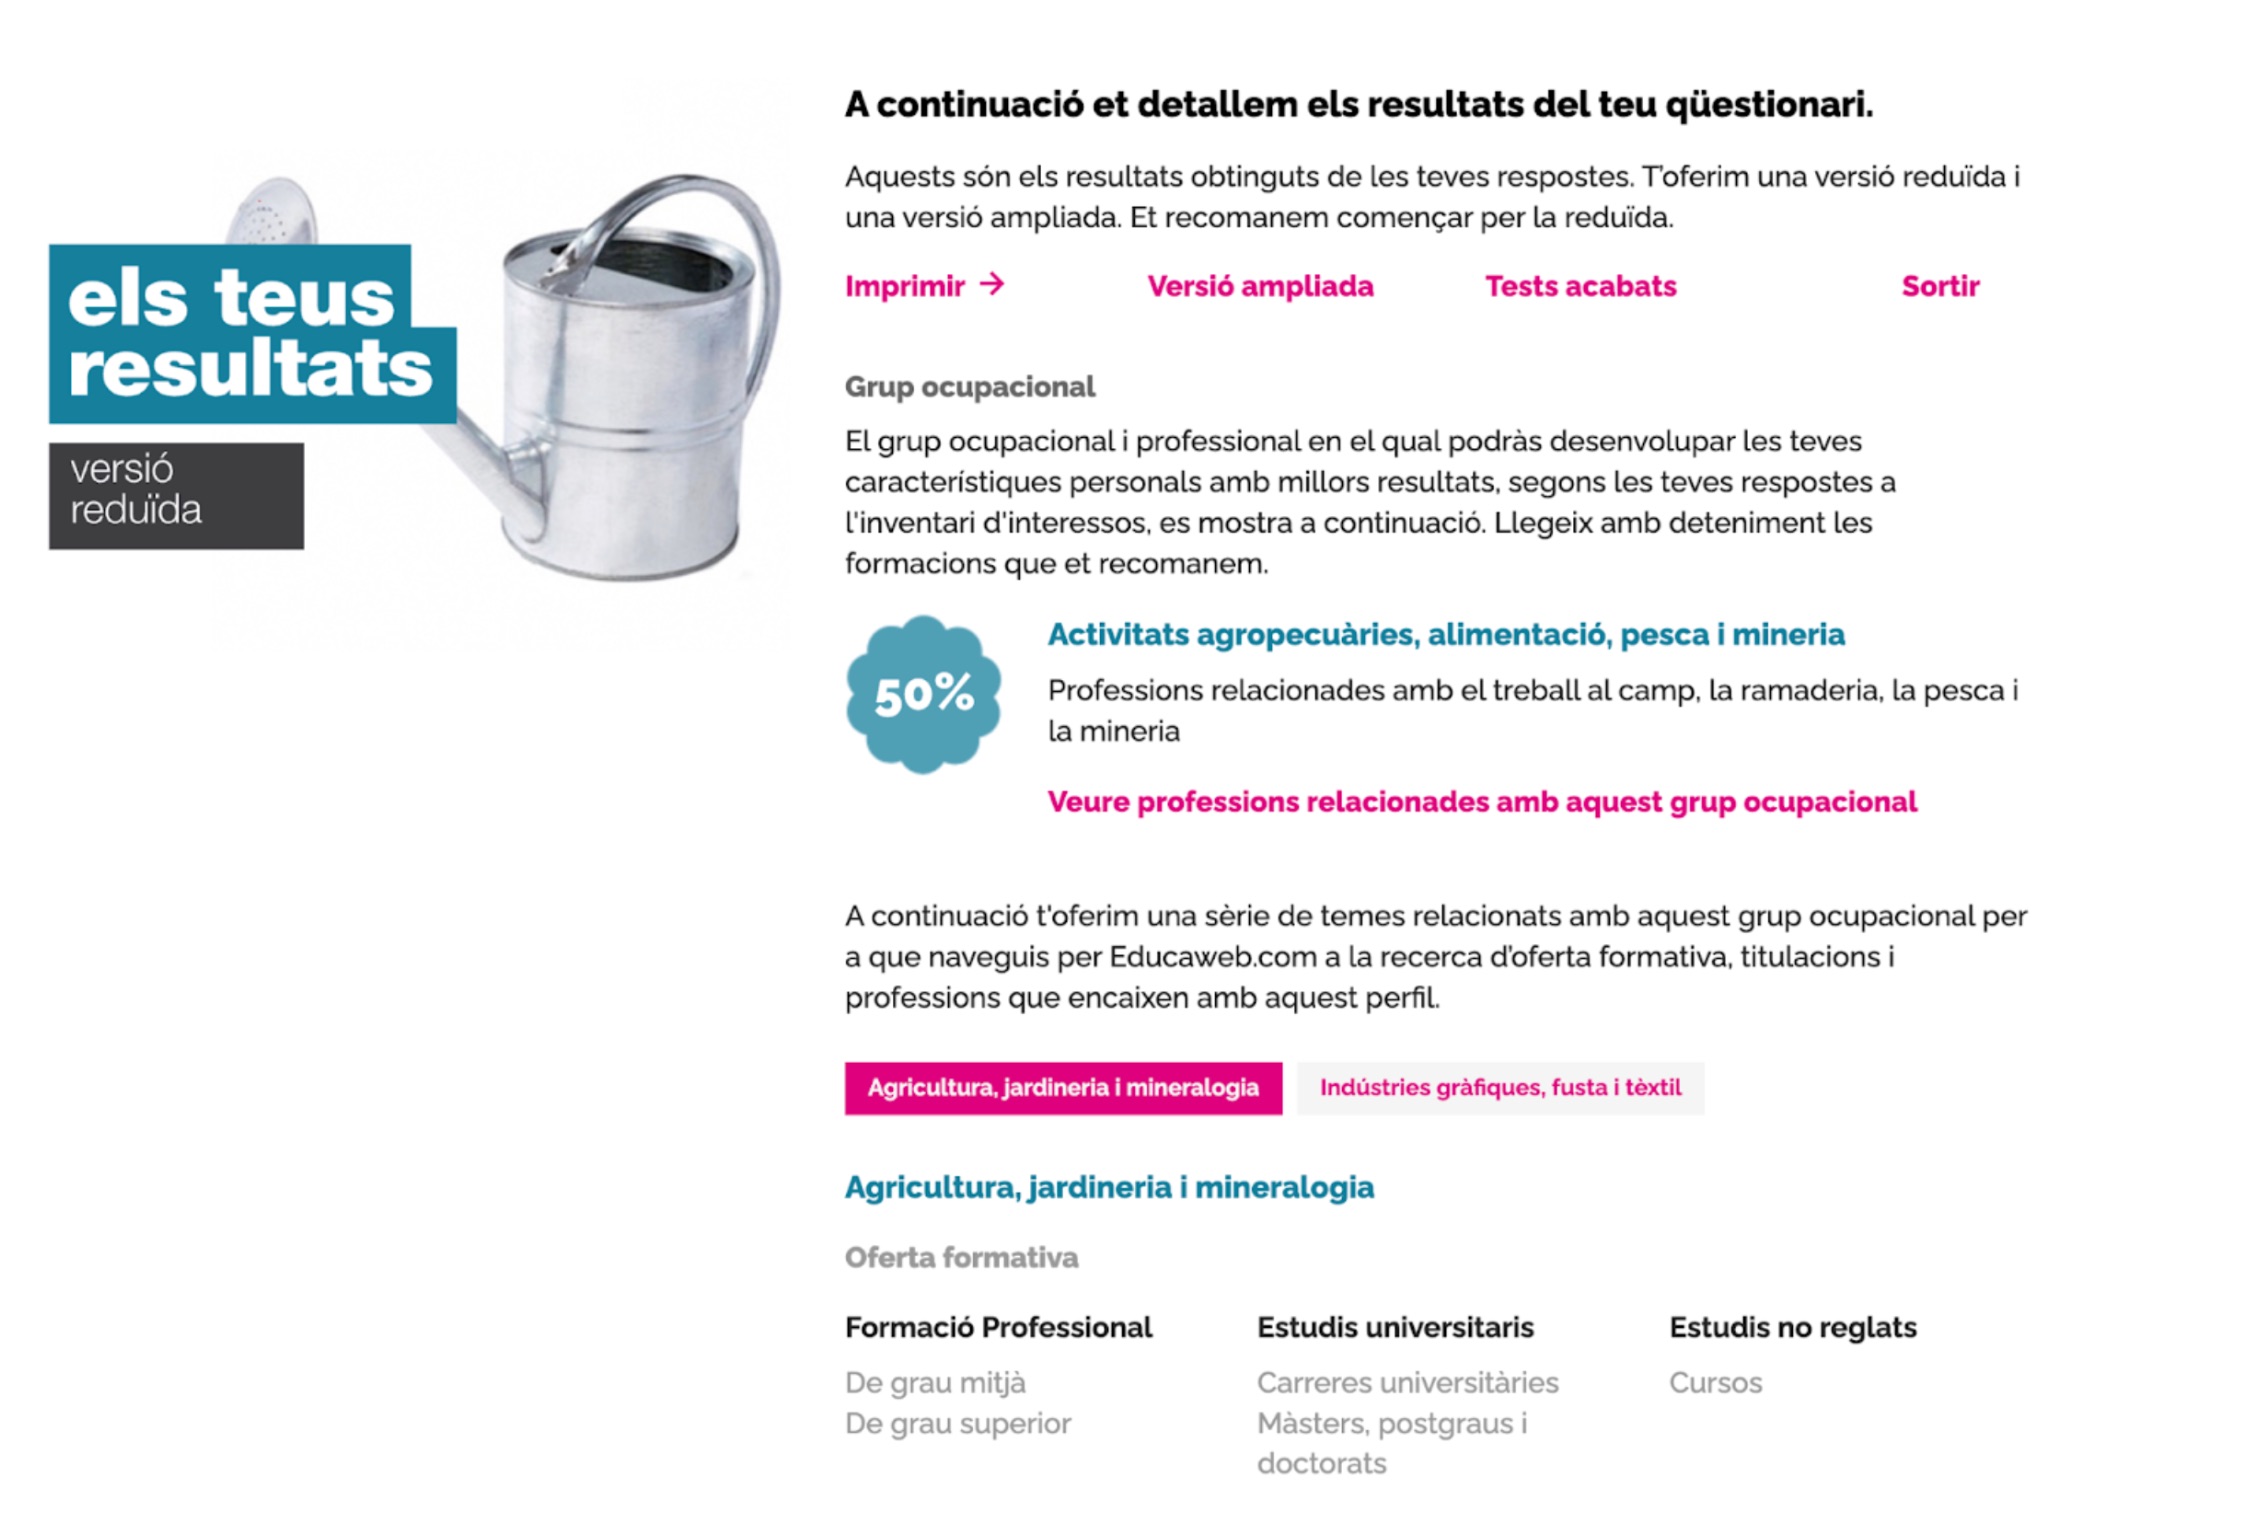 els teus
resultats
versió
reduïda
A continuació et detallem els resultats del teu qüestionari.
Aquests són els resultats obtinguts de les teves respostes. T'oferim una versió reduïda i
una versió ampliada. Et recomanem començar per la reduïda.
Imprimir → Versió ampliada Tests acabats Sortir
Grup ocupacional
El grup ocupacional i professional en el qual podràs desenvolupar les teves
característiques personals amb millors resultats, segons les teves respostes a
l'inventari d'interessos, es mostra a continuació. Llegeix amb deteniment les
formacions que et recomanem.
50%
Activitats agropecuàries, alimentació, pesca i mineria
Professions relacionades amb el treball al camp, la ramaderia, la pesca i
la mineria
Veure professions relacionades amb aquest grup ocupacional
A continuació t'oferim una sèrie de temes relacionats amb aquest grup ocupacional per
a que naveguis per Educaweb.com a la recerca d'oferta formativa, titulacions i
professions que encaixen amb aquest perfil.
Agricultura, jardineria i mineralogia Indústries gràfiques, fusta i tèxtil
Agricultura, jardineria i mineralogia
Oferta formativa
Formació Professional Estudis universitaris Estudis no reglats
De grau mitjà Carreres universitàries Cursos
De grau superior Màsters, postgraus i
doctorats